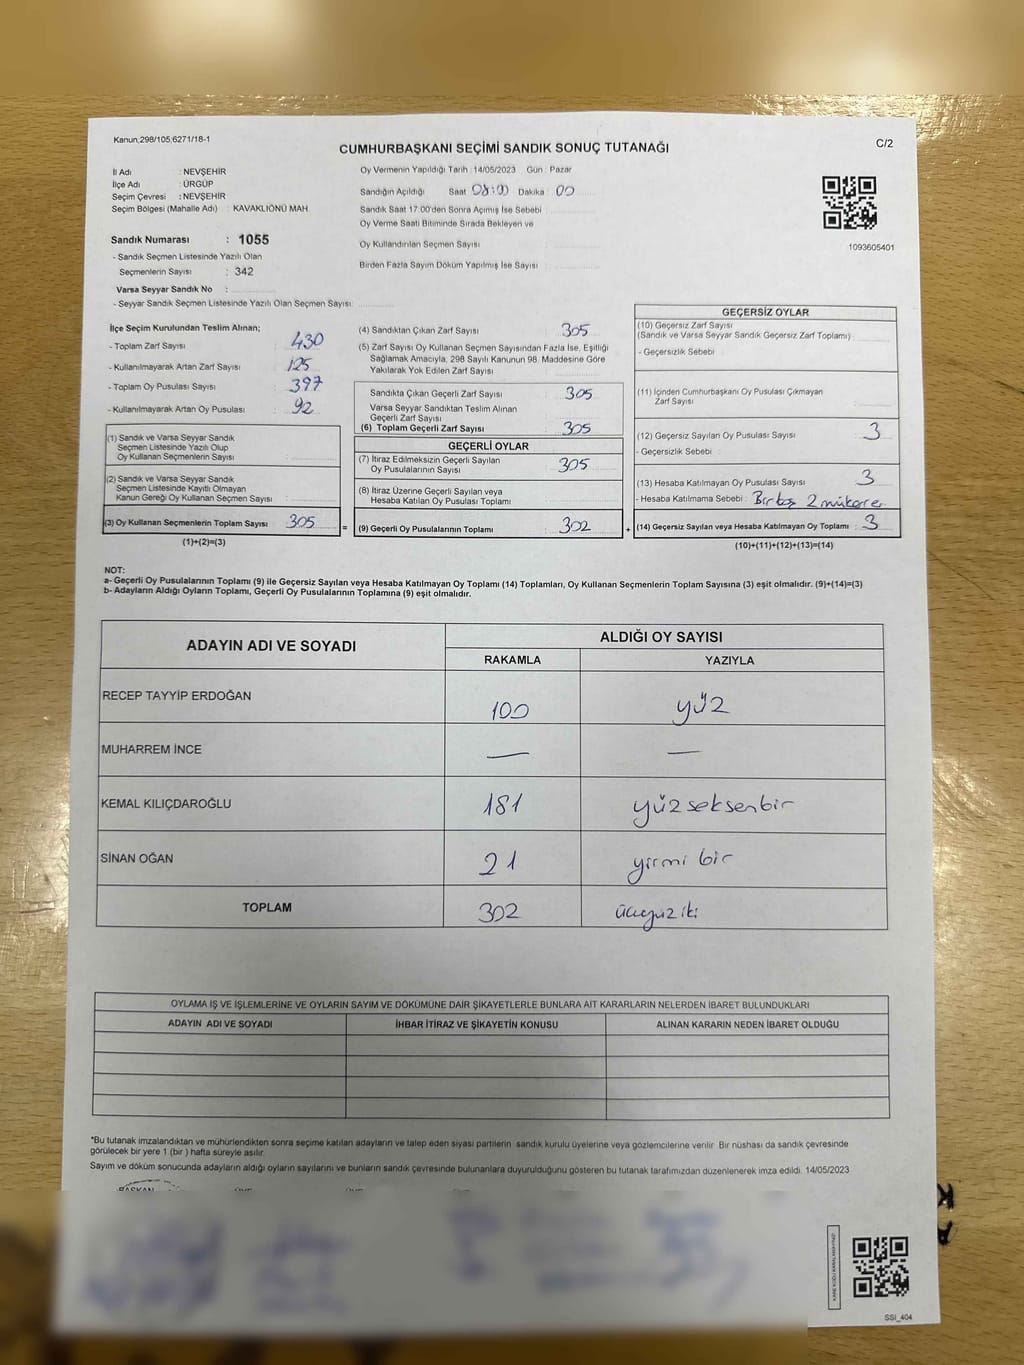 Kanun:298/105,6271/18-1
CUMHURBAŞKANI SEÇİMİ SANDIK SONUÇ TUTANAĞI
C/2
İl Adı : NEVŞEHİR
İlçe Adı : ÜRGÜP
Seçim Çevresi : NEVŞEHİR
Seçim Bölgesi (Mahalle Adı) : KAVAKLIÖNÜ MAH.
Oy Vermenin Yapıldığı Tarih : 14/05/2023 Gün : Pazar
Sandığın Açıldığı Saat 08:00 Dakika : 00
Sandık Saat 17:00'den Sonra Açımış İse Sebebi :
Oy Verme Saati Bitiminde Sırada Bekleyen ve
Oy Kullandırılan Seçmen Sayısı :
Birden Fazla Sayım Döküm Yapılmış İse Sayısı :
1093605401
Sandık Numarası : 1055
- Sandık Seçmen Listesinde Yazılı Olan
Seçmenlerin Sayısı : 342
Varsa Seyyar Sandık No :
- Seyyar Sandık Seçmen Listesinde Yazılı Olan Seçmen Sayısı:
İlçe Seçim Kurulundan Teslim Alınan;
- Toplam Zarf Sayısı : 430
- Kullanılmayarak Artan Zarf Sayısı : 125
- Toplam Oy Pusulası Sayısı : 397
- Kullanılmayarak Artan Oy Pusulası : 92
(1) Sandık ve Varsa Seyyar Sandık
Seçmen Listesinde Yazılı Olup
Oy Kullanan Seçmenlerin Sayısı :
(2) Sandık ve Varsa Seyyar Sandık
Seçmen Listesinde Kayıtlı Olmayan
Kanun Gereği Oy Kullanan Seçmen Sayısı :
(3) Oy Kullanan Seçmenlerin Toplam Sayısı : 305 =
(1)+(2)=(3)
(4) Sandıktan Çıkan Zarf Sayısı : 305
(5) Zarf Sayısı Oy Kullanan Seçmen Sayısından Fazla İse, Eşitliği
Sağlamak Amacıyla, 298 Sayılı Kanunun 98. Maddesine Göre
Yakılarak Yok Edilen Zarf Sayısı :
Sandıkta Çıkan Geçerli Zarf Sayısı : 305
Varsa Seyyar Sandıktan Teslim Alınan
Geçerli Zarf Sayısı :
(6) Toplam Geçerli Zarf Sayısı : 305
GEÇERLİ OYLAR
(7) İtiraz Edilmeksizin Geçerli Sayılan
Oy Pusulalarının Sayısı : 305
(8) İtiraz Üzerine Geçerli Sayılan veya
Hesaba Katılan Oy Pusulası Toplamı :
(9) Geçerli Oy Pusulalarının Toplamı : 302 +
GEÇERSİZ OYLAR
(10) Geçersiz Zarf Sayısı
(Sandık ve Varsa Seyyar Sandık Geçersiz Zarf Toplamı) :
- Geçersizlik Sebebi :
(11) İçinden Cumhurbaşkanı Oy Pusulası Çıkmayan
Zarf Sayısı :
(12) Geçersiz Sayılan Oy Pusulası Sayısı : 3
- Geçersizlik Sebebi :
(13) Hesaba Katılmayan Oy Pusulası Sayısı : 3
- Hesaba Katılmama Sebebi : Bir boş 2 mükerer
(14) Geçersiz Sayılan veya Hesaba Katılmayan Oy Toplamı : 3
(10)+(11)+(12)+(13)=(14)
NOT:
a- Geçerli Oy Pusulalarının Toplamı (9) ile Geçersiz Sayılan veya Hesaba Katılmayan Oy Toplamı (14) Toplamları, Oy Kullanan Seçmenlerin Toplam Sayısına (3) eşit olmalıdır. (9)+(14)=(3)
b- Adayların Aldığı Oyların Toplamı, Geçerli Oy Pusulalarının Toplamına (9) eşit olmalıdır.
ADAYIN ADI VE SOYADI
ALDIĞI OY SAYISI
RAKAMLA YAZIYLA
RECEP TAYYİP ERDOĞAN 100 yüz
MUHARREM İNCE — —
KEMAL KILIÇDAROĞLU 181 yüzseksenbir
SİNAN OĞAN 21 yirmi bir
TOPLAM 302 üçyüziki
OYLAMA İŞ VE İŞLEMLERİNE VE OYLARIN SAYIM VE DÖKÜMÜNE DAİR ŞİKAYETLERLE BUNLARA AİT KARARLARIN NELERDEN İBARET BULUNDUKLARI
ADAYIN ADI VE SOYADI İHBAR İTİRAZ VE ŞİKAYETİN KONUSU ALINAN KARARIN NEDEN İBARET OLDUĞU
*Bu tutanak imzalandıktan ve mühürlendikten sonra seçime katılan adayların ve talep eden siyasi partilerin sandık kurulu üyelerine veya gözlemcilerine verilir. Bir nüshası da sandık çevresinde
görülecek bir yere 1 (bir) hafta süreyle asılır.
Sayım ve döküm sonucunda adayların aldığı oyların sayılarını ve bunların sandık çevresinde bulunanlara duyurulduğunu gösteren bu tutanak tarafımızdan düzenlenerek imza edildi. 14/05/2023
BAŞKAN
SSI_404